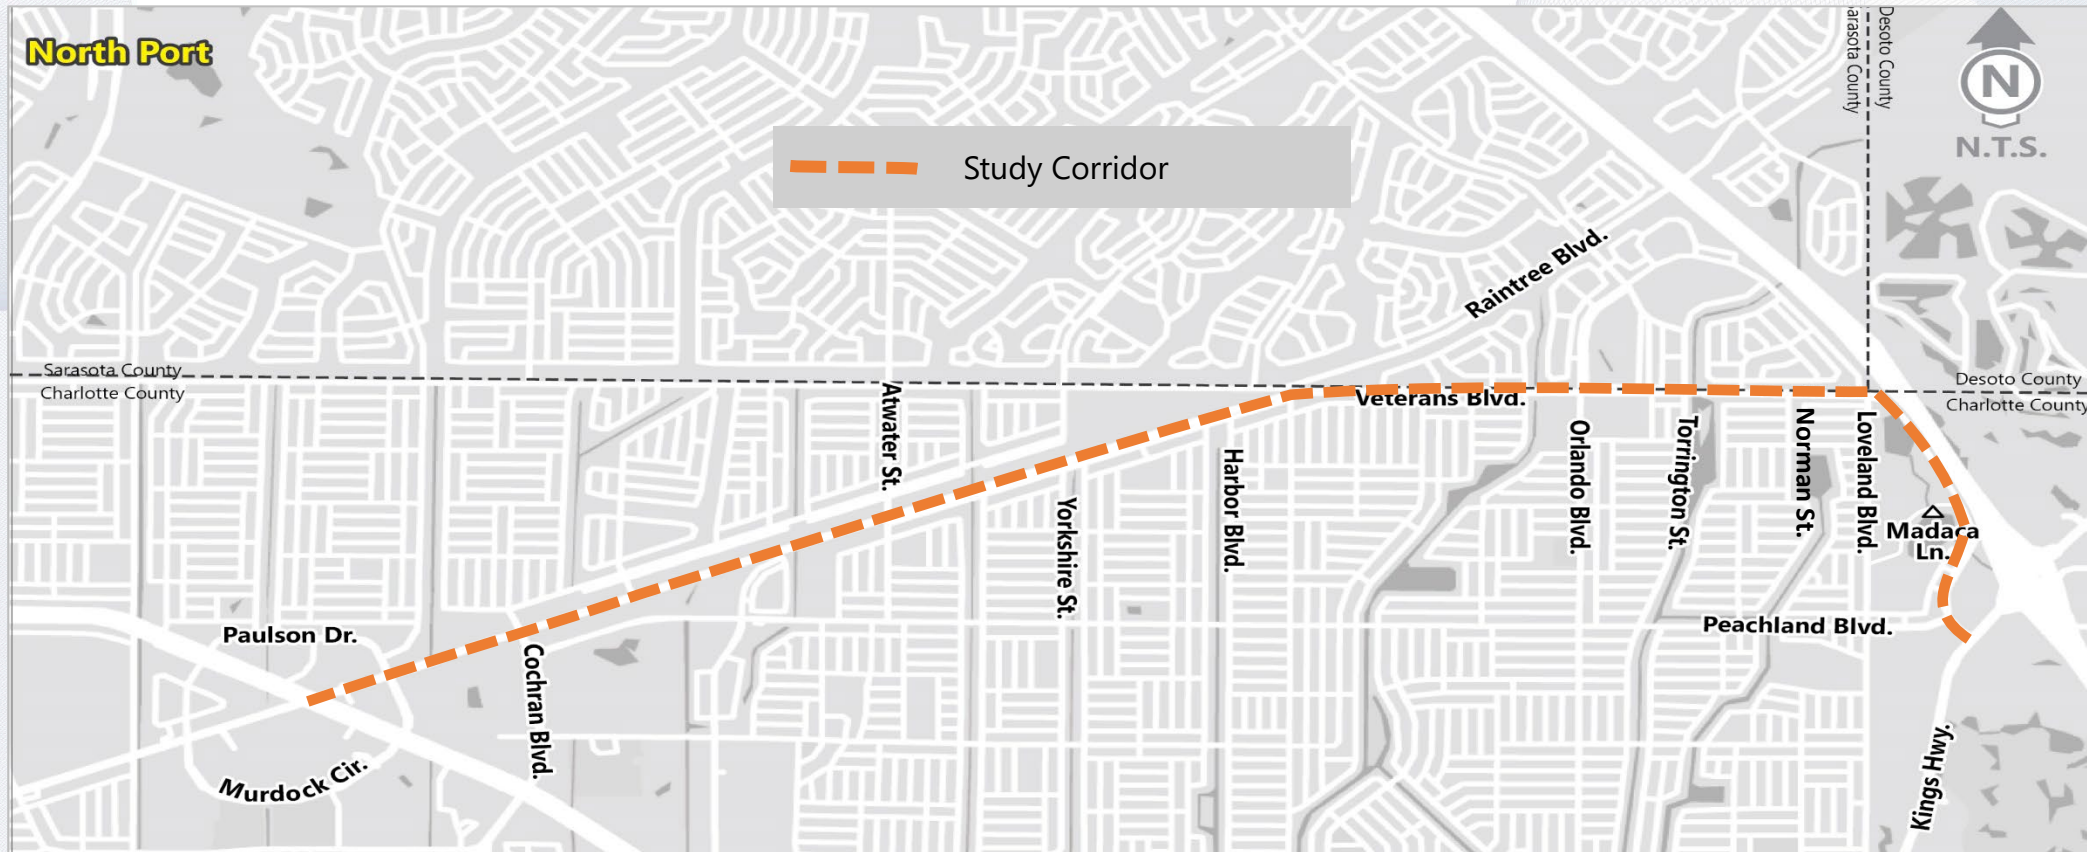 North Port
Sarasota County
Desoto County
N
N.T.S.
Study Corridor
Raintree Blvd.
Sarasota County
Charlotte County
Desoto County
Charlotte County
Veterans Blvd.
Atwater St.
Yorkshire St.
Harbor Blvd.
Orlando Blvd.
Torrington St.
Norman St.
Loveland Blvd.
Madaca
Ln.
Peachland Blvd.
Paulson Dr.
Cochran Blvd.
Murdock Cir.
Kings Hwy.